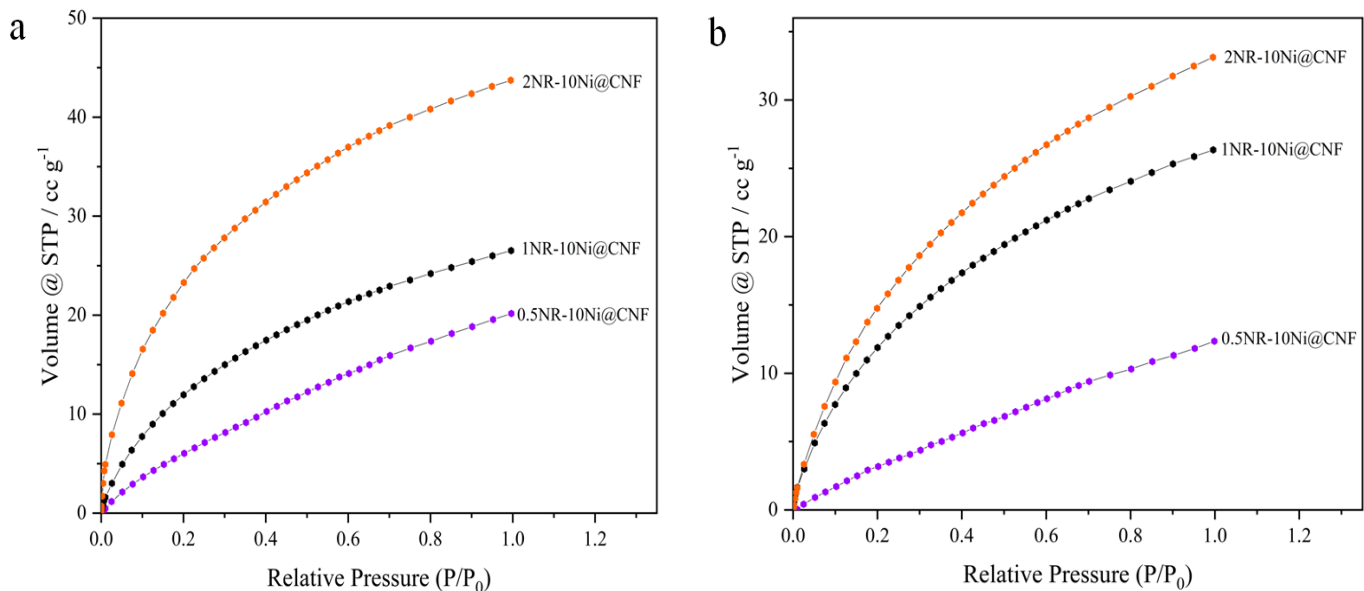 a
Volume @ STP / cc g⁻¹
50
40
30
20
10
0
2NR-10Ni@CNF
1NR-10Ni@CNF
0.5NR-10Ni@CNF
0.0 0.2 0.4 0.6 0.8 1.0 1.2
Relative Pressure (P/P₀)
b
Volume @ STP / cc g⁻¹
30
20
10
0
2NR-10Ni@CNF
1NR-10Ni@CNF
0.5NR-10Ni@CNF
0.0 0.2 0.4 0.6 0.8 1.0 1.2
Relative Pressure (P/P₀)